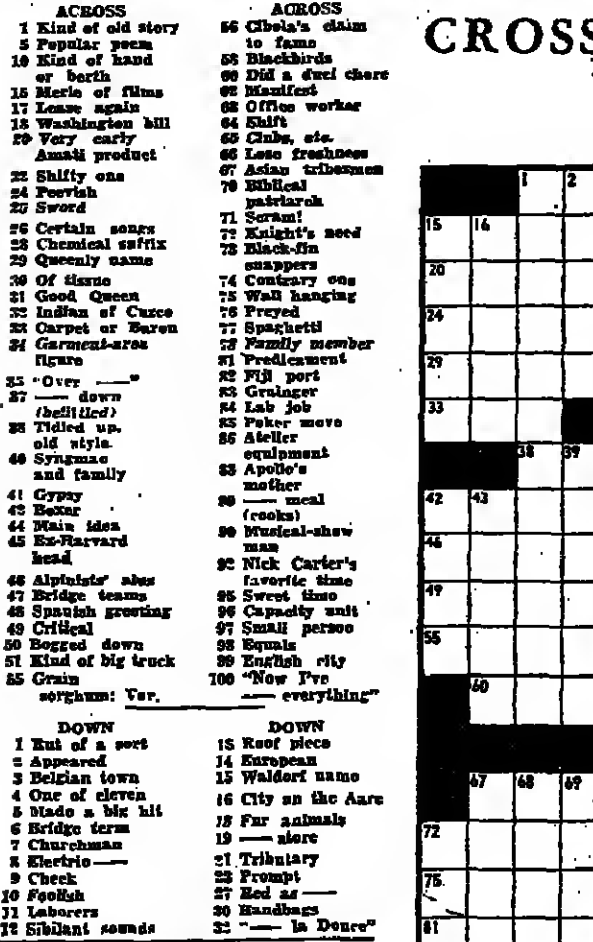 CROSS
ACROSS
1 Kind of old story
5 Popular poem
10 Kind of hand
or berth
15 Merle of films
17 Lease again
18 Washington bill
20 Very early
Amati product
22 Shifty one
24 Peevish
25 Sword
26 Certain songs
28 Chemical suffix
29 Queenly name
30 Of tissue
31 Good Queen
32 Indian of Cuzco
33 Carpet or Baron
34 Garment-area
figure
35 "Over ——"
37 —— down
(belittled)
38 Tidied up,
old style
40 Syngman
and family
41 Gypsy
42 Boxer
44 Main idea
45 Ex-Harvard
head
46 Alpinists' aims
47 Bridge teams
48 Spanish greeting
49 Critical
50 Bogged down
51 Kind of big truck
55 Grain
sorghum: Var.
ACROSS
56 Cibola's claim
to fame
58 Blackbirds
60 Did a duel chore
62 Manifest
63 Office worker
64 Shift
65 Clubs, etc.
66 Lose freshness
67 Asian tribesmen
70 Biblical
patriarch
71 Scram!
72 Knight's need
73 Black-fin
snappers
74 Contrary one
75 Wall hanging
76 Preyed
77 Spaghetti
78 Family member
81 Predicament
82 Fiji port
83 Grainger
84 Lab job
85 Poker move
86 Atelier
equipment
88 Apollo's
mother
89 —— meal
(cooks)
90 Musical-show
man
92 Nick Carter's
favorite time
95 Sweet time
96 Capacity unit
97 Small person
98 Equals
99 English city
100 "Now I've
—— everything"
DOWN
1 Rut of a sort
2 Appeared
3 Belgian town
4 One of eleven
5 Made a big hit
6 Bridge term
7 Churchman
8 Electric ——
9 Check
10 Foolish
11 Laborers
12 Sibilant sounds
DOWN
13 Roof piece
14 European
15 Waldorf name
16 City on the Aare
18 Fur animals
19 —— store
21 Tributary
23 Prompt
27 Red as ——
30 Handbags
32 "—— la Douce"
1 2
15 16
20
24
29
33
38 39
42 43
46
49
55
60
67 68 69
72
75
81